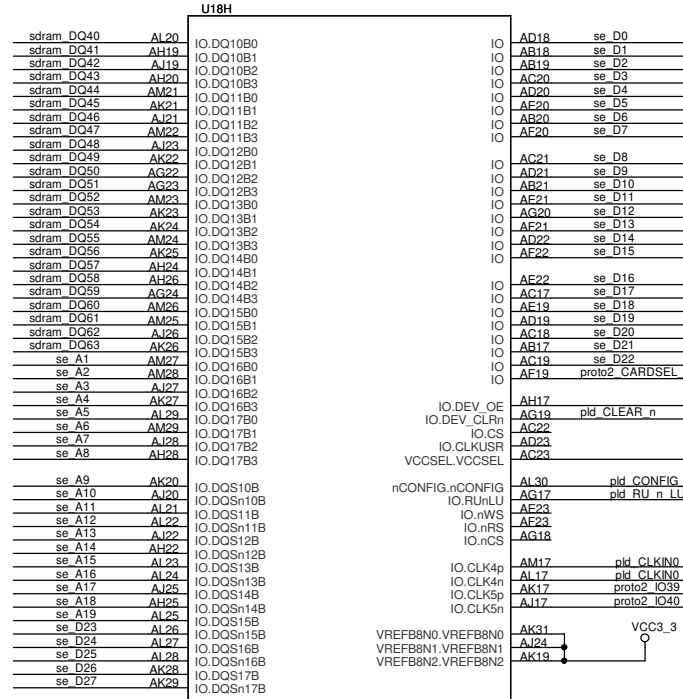 U18H
sdram_DQ40 AL20 IO.DQ10B0 IO AD18 se_D0
sdram_DQ41 AH19 IO.DQ10B1 IO AB18 se_D1
sdram_DQ42 AJ19 IO.DQ10B2 IO AB19 se_D2
sdram_DQ43 AH20 IO.DQ10B3 IO AC20 se_D3
sdram_DQ44 AM21 IO.DQ11B0 IO AD20 se_D4
sdram_DQ45 AK21 IO.DQ11B1 IO AE20 se_D5
sdram_DQ46 AJ21 IO.DQ11B2 IO AB20 se_D6
sdram_DQ47 AM22 IO.DQ11B3 IO AF20 se_D7
sdram_DQ48 AJ23 IO.DQ12B0
sdram_DQ49 AK22 IO.DQ12B1 IO AC21 se_D8
sdram_DQ50 AG22 IO.DQ12B2 IO AD21 se_D9
sdram_DQ51 AG23 IO.DQ12B3 IO AB21 se_D10
sdram_DQ52 AM23 IO.DQ13B0 IO AE21 se_D11
sdram_DQ53 AK23 IO.DQ13B1 IO AG20 se_D12
sdram_DQ54 AK24 IO.DQ13B2 IO AF21 se_D13
sdram_DQ55 AM24 IO.DQ13B3 IO AD22 se_D14
sdram_DQ56 AK25 IO.DQ14B0 IO AF22 se_D15
sdram_DQ57 AH24 IO.DQ14B1
sdram_DQ58 AH26 IO.DQ14B2 IO AE22 se_D16
sdram_DQ59 AG24 IO.DQ14B3 IO AC17 se_D17
sdram_DQ60 AM26 IO.DQ15B0 IO AE19 se_D18
sdram_DQ61 AM25 IO.DQ15B1 IO AD19 se_D19
sdram_DQ62 AJ26 IO.DQ15B2 IO AC18 se_D20
sdram_DQ63 AK26 IO.DQ15B3 IO AB17 se_D21
se_A1 AM27 IO.DQ16B0 IO AC19 se_D22
se_A2 AM28 IO.DQ16B1 IO AF19 proto2_CARDSEL_
se_A3 AJ27 IO.DQ16B2
se_A4 AK27 IO.DQ16B3 IO.DEV_OE AH17
se_A5 AL29 IO.DQ17B0 IO.DEV_CLRn AG19 pld_CLEAR_n
se_A6 AM29 IO.DQ17B1 IO.CS AC22
se_A7 AJ28 IO.DQ17B2 IO.CLKUSR AD23
se_A8 AH28 IO.DQ17B3 VCCSEL.VCCSEL AC23
se_A9 AK20 IO.DQS10B nCONFIG.nCONFIG AL30 pld_CONFIG_
se_A10 AJ20 IO.DQSn10B IO.RUnLU AG17 pld_RU_n_LU
se_A11 AL21 IO.DQS11B IO.nWS AE23
se_A12 AL22 IO.DQSn11B IO.nRS AF23
se_A13 AJ22 IO.DQS12B IO.nCS AG18
se_A14 AH22 IO.DQSn12B
se_A15 AL23 IO.DQS13B IO.CLK4p AM17 pld_CLKIN0
se_A16 AL24 IO.DQSn13B IO.CLK4n AL17 pld_CLKIN0
se_A17 AJ25 IO.DQS14B IO.CLK5p AK17 proto2_IO39
se_A18 AH25 IO.DQSn14B IO.CLK5n AJ17 proto2_IO40
se_A19 AL25 IO.DQS15B
se_D23 AL26 IO.DQSn15B VREFB8N0.VREFB8N0 AK31 VCC3_3
se_D24 AL27 IO.DQS16B VREFB8N1.VREFB8N1 AJ24
se_D25 AL28 IO.DQSn16B VREFB8N2.VREFB8N2 AK19
se_D26 AK28 IO.DQS17B
se_D27 AK29 IO.DQSn17B